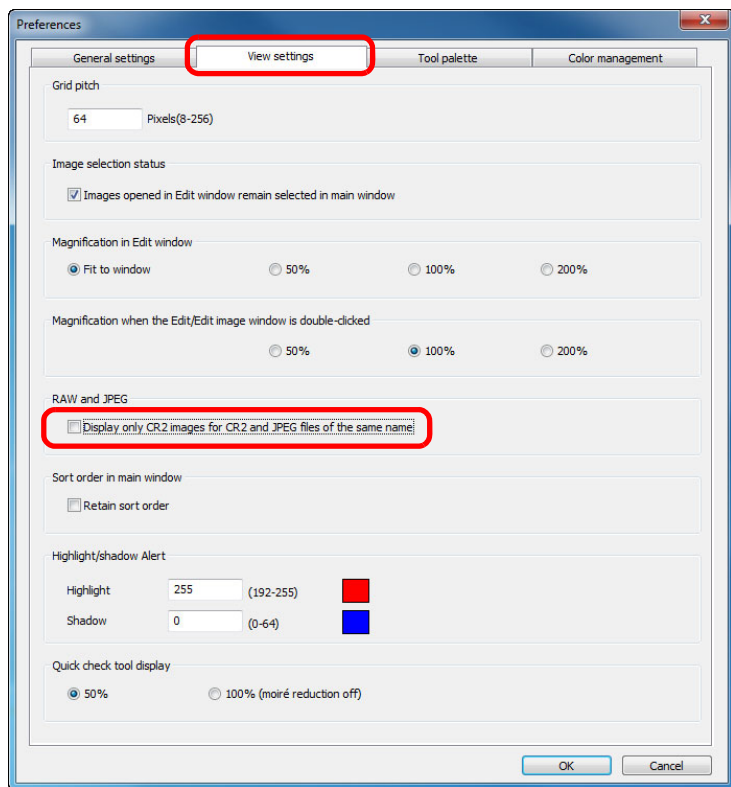 Preferences
General settings View settings Tool palette Color management
Grid pitch
64 Pixels(8-256)
Image selection status
Images opened in Edit window remain selected in main window
Magnification in Edit window
Fit to window 50% 100% 200%
Magnification when the Edit/Edit image window is double-clicked
50% 100% 200%
RAW and JPEG
Display only CR2 images for CR2 and JPEG files of the same name
Sort order in main window
Retain sort order
Highlight/shadow Alert
Highlight 255 (192-255)
Shadow 0 (0-64)
Quick check tool display
50% 100% (moiré reduction off)
OK Cancel